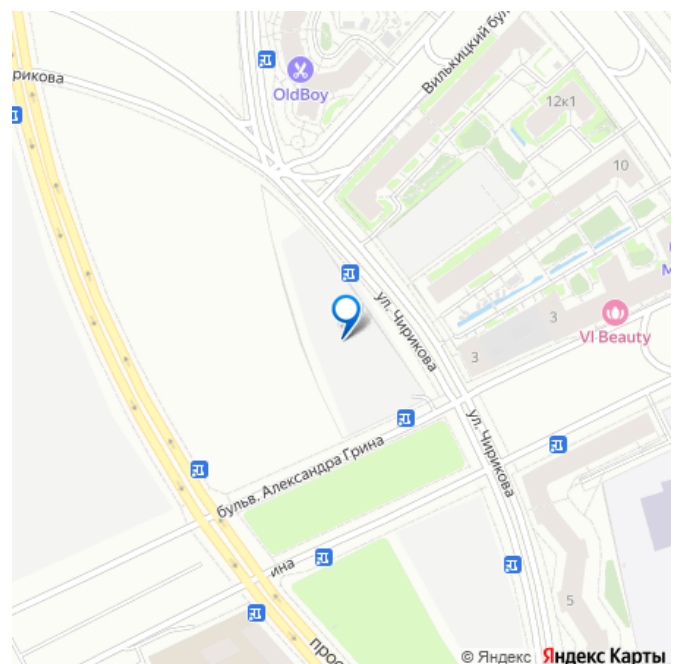 Вилькицкий бул
рикова
OldBoy
12к1
10
ул. Чирикова
М
3
3
VI Beauty
бульв. Александра Грина
ул. Чирикова
ина
5
прос
© Яндекс Яндекс Карты